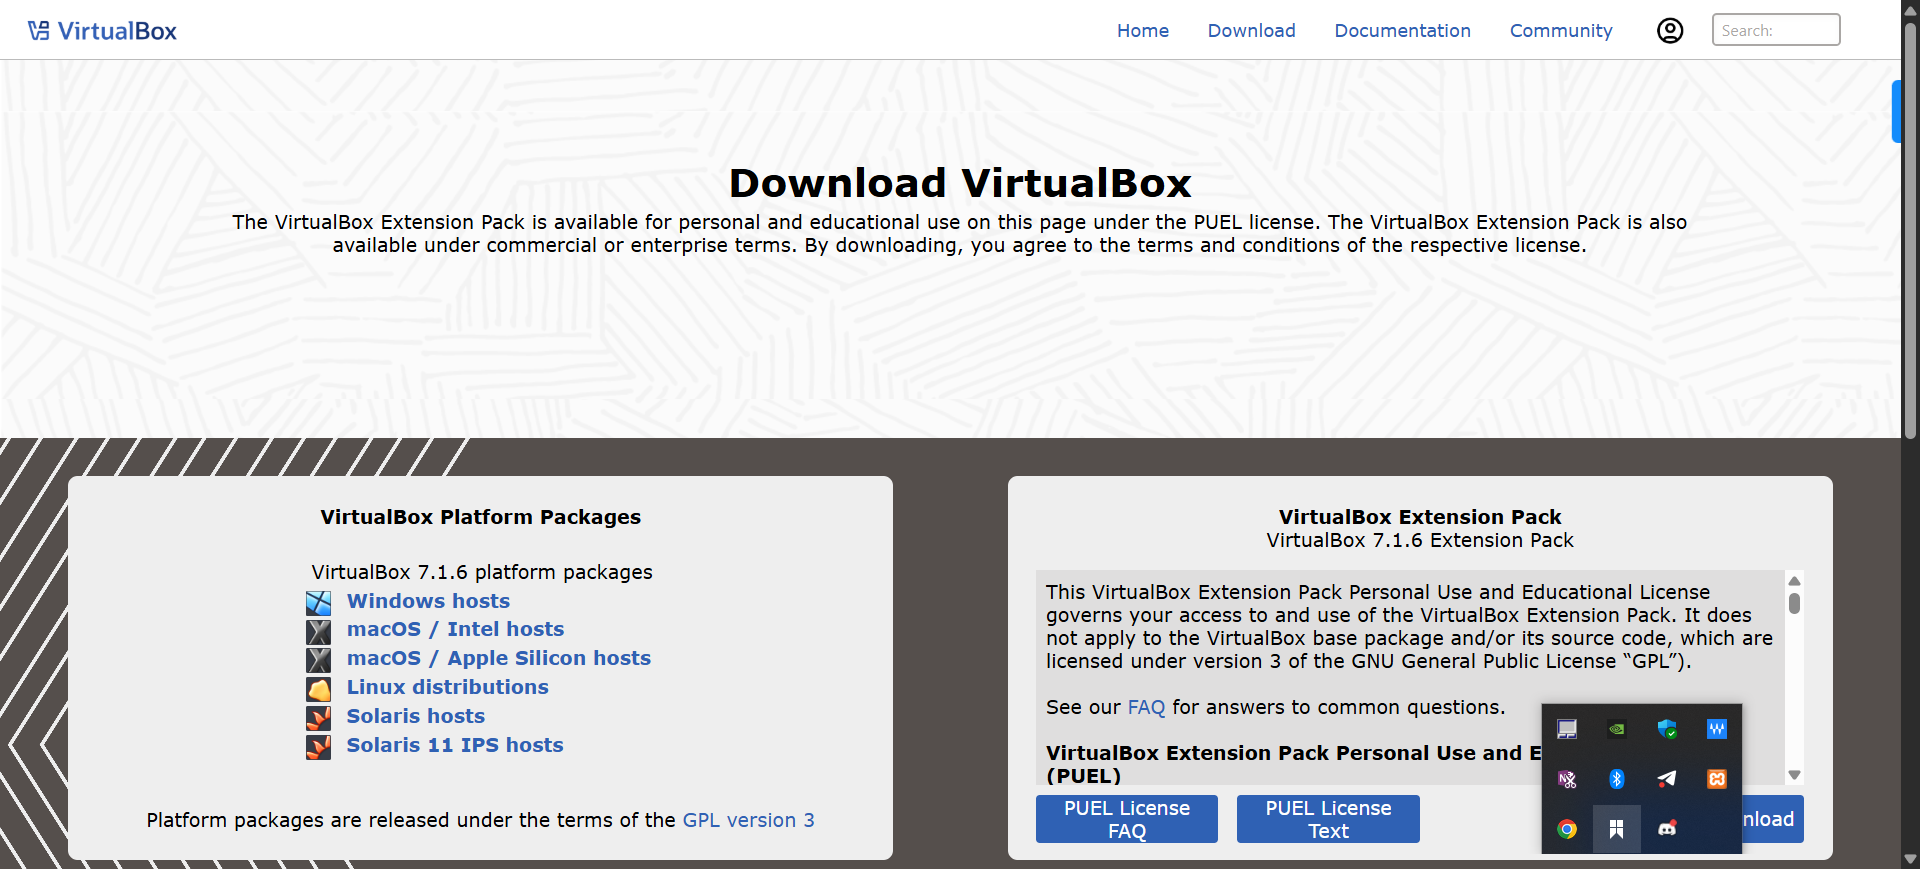 VirtualBox
Home
Download
Documentation
Community
Search:
Download VirtualBox
The VirtualBox Extension Pack is available for personal and educational use on this page under the PUEL license. The VirtualBox Extension Pack is also
available under commercial or enterprise terms. By downloading, you agree to the terms and conditions of the respective license.
VirtualBox Platform Packages
VirtualBox 7.1.6 platform packages
Windows hosts
macOS / Intel hosts
macOS / Apple Silicon hosts
Linux distributions
Solaris hosts
Solaris 11 IPS hosts
Platform packages are released under the terms of the GPL version 3
VirtualBox Extension Pack
VirtualBox 7.1.6 Extension Pack
This VirtualBox Extension Pack Personal Use and Educational License
governs your access to and use of the VirtualBox Extension Pack. It does
not apply to the VirtualBox base package and/or its source code, which are
licensed under version 3 of the GNU General Public License “GPL”).
See our FAQ for answers to common questions.
VirtualBox Extension Pack Personal Use and E
(PUEL)
PUEL License
FAQ
PUEL License
Text
nload